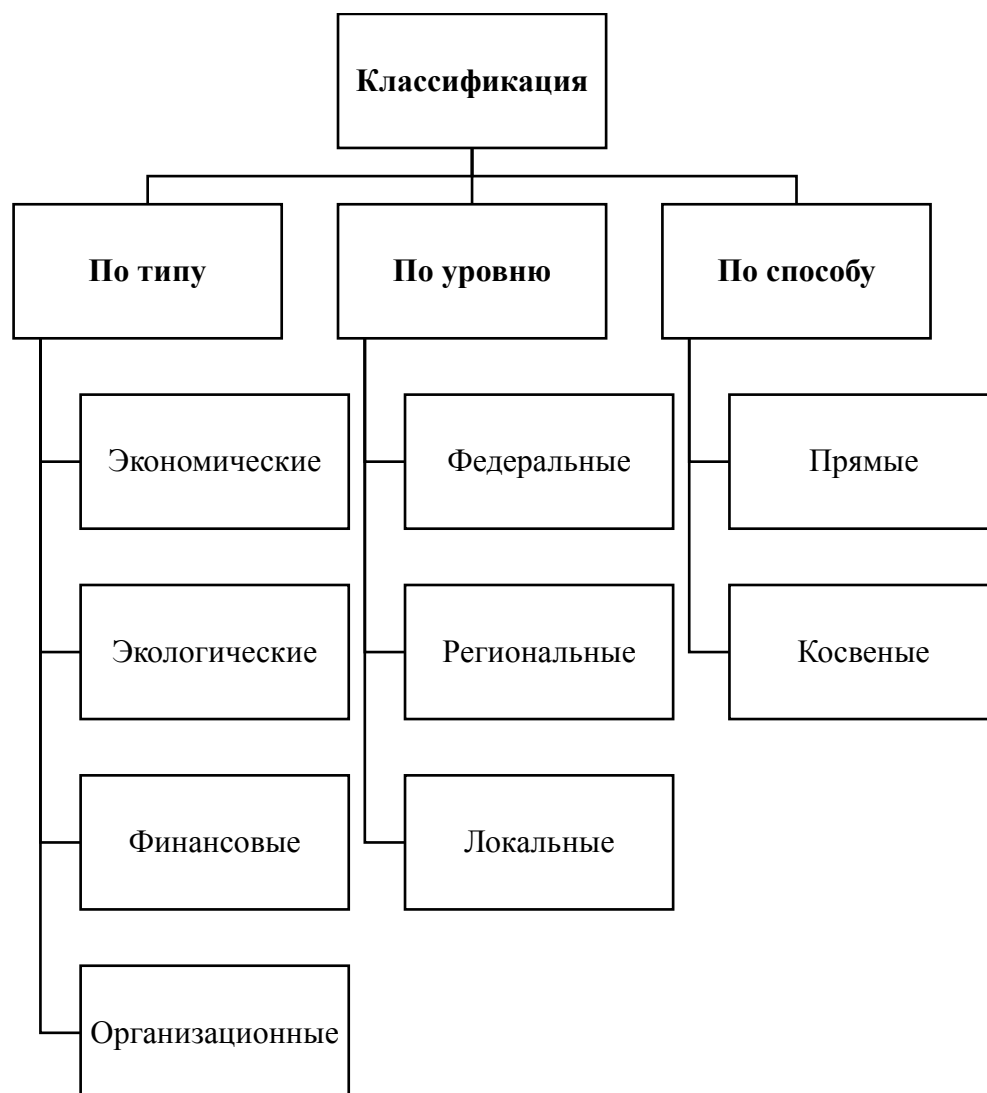 Классификация
По типу
По уровню
По способу
Экономические
Федеральные
Прямые
Экологические
Региональные
Косвеные
Финансовые
Локальные
Организационные